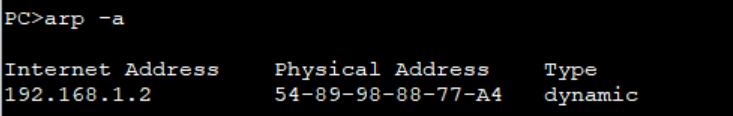 PC>arp -a
Internet Address    Physical Address    Type
192.168.1.2         54-89-98-88-77-A4   dynamic